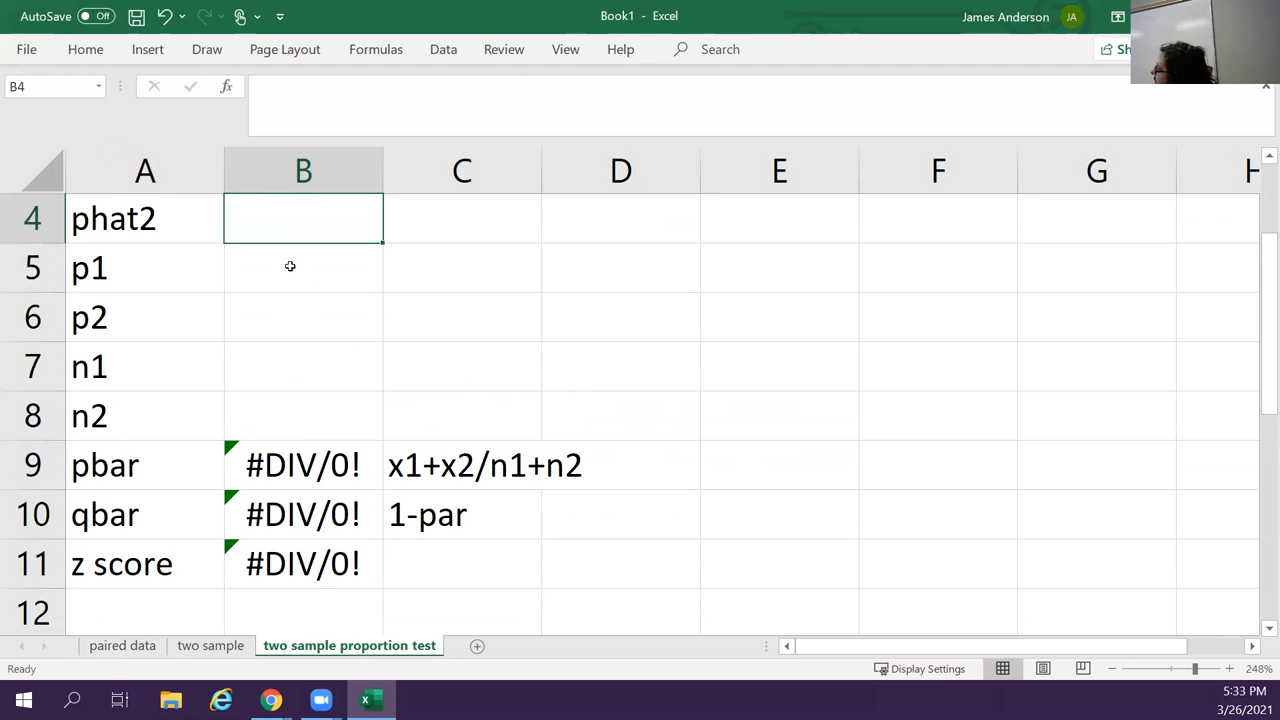 AutoSave Off
Book1 - Excel
James Anderson JA
File Home Insert Draw Page Layout Formulas Data Review View Help Search
B4
fx
A B C D E F G H
4 phat2
5 p1
6 p2
7 n1
8 n2
9 pbar #DIV/0! x1+x2/n1+n2
10 qbar #DIV/0! 1-par
11 z score #DIV/0!
12
paired data two sample two sample proportion test
Ready Display Settings 248%
5:33 PM
3/26/2021